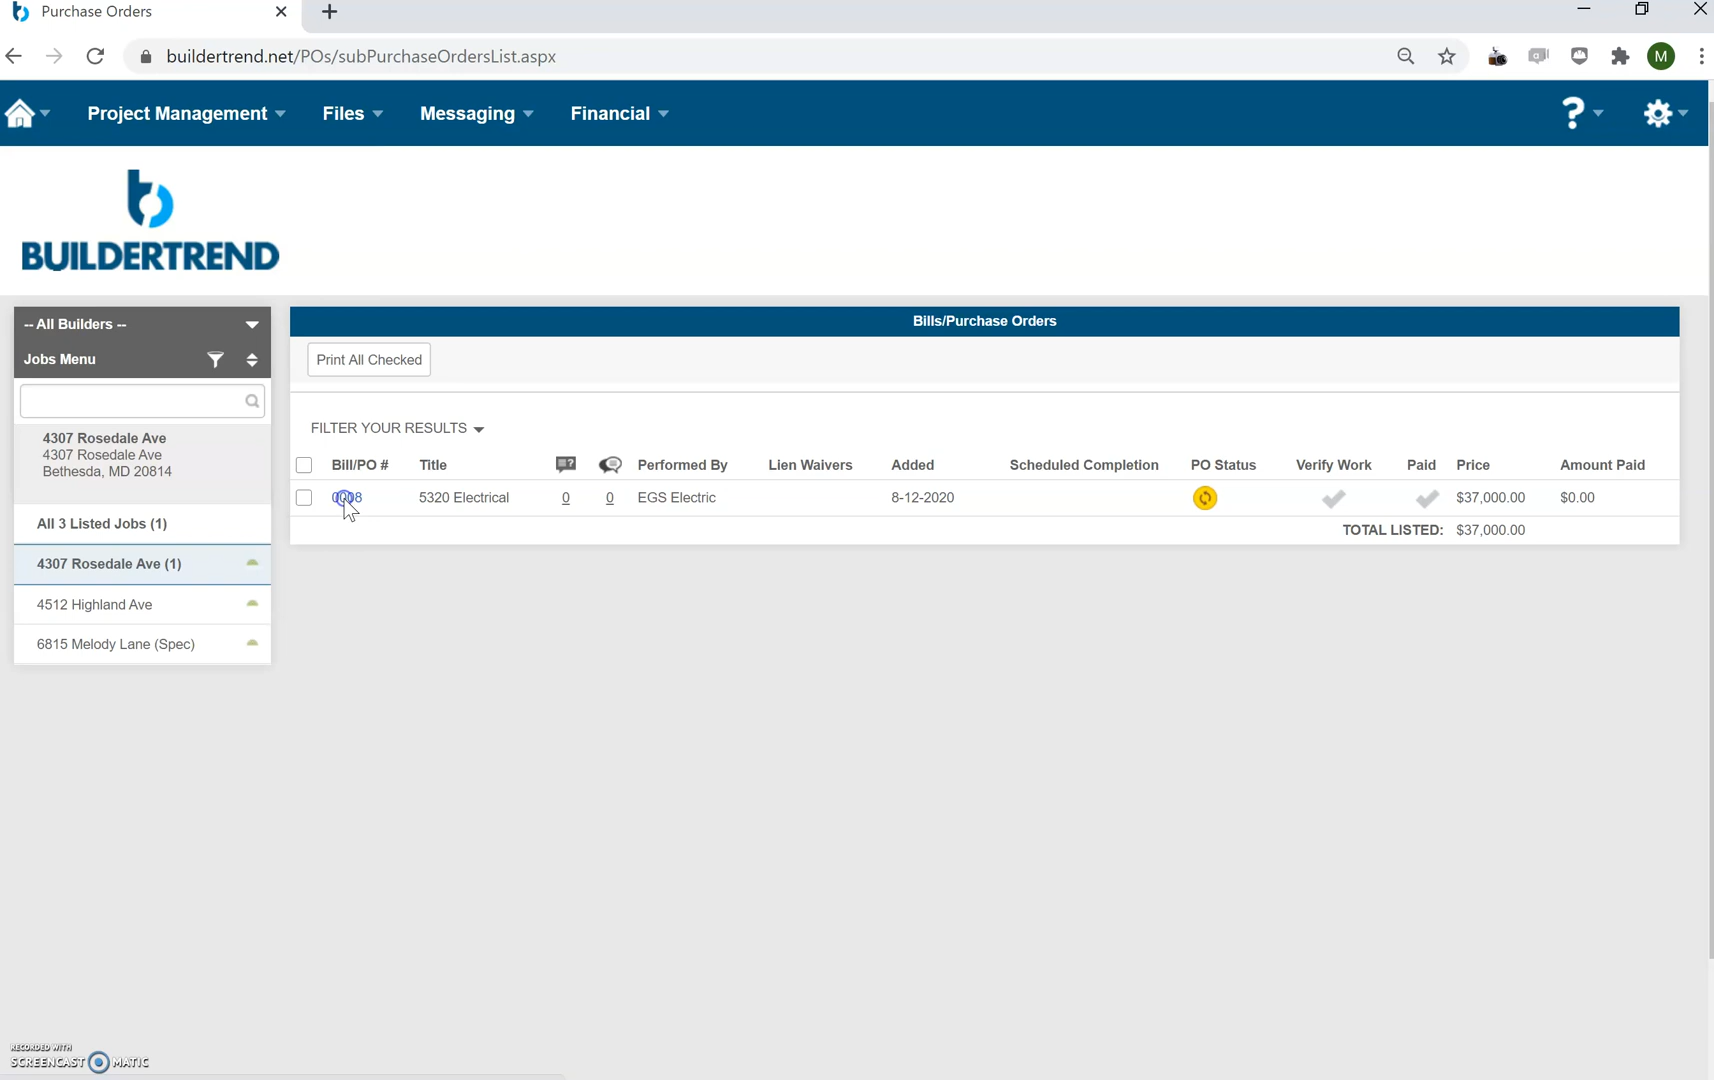 Purchase Orders
buildertrend.net/POs/subPurchaseOrdersList.aspx
M
Project Management
Files
Messaging
Financial
?
BUILDERTREND
-- All Builders --
Jobs Menu
4307 Rosedale Ave
4307 Rosedale Ave
Bethesda, MD 20814
All 3 Listed Jobs (1)
4307 Rosedale Ave (1)
4512 Highland Ave
6815 Melody Lane (Spec)
Bills/Purchase Orders
Print All Checked
FILTER YOUR RESULTS
Bill/PO # Title Performed By Lien Waivers Added Scheduled Completion PO Status Verify Work Paid Price Amount Paid
0008 5320 Electrical 0 0 EGS Electric 8-12-2020 $37,000.00 $0.00
TOTAL LISTED: $37,000.00
RECORDED WITH
SCREENCAST MATIC